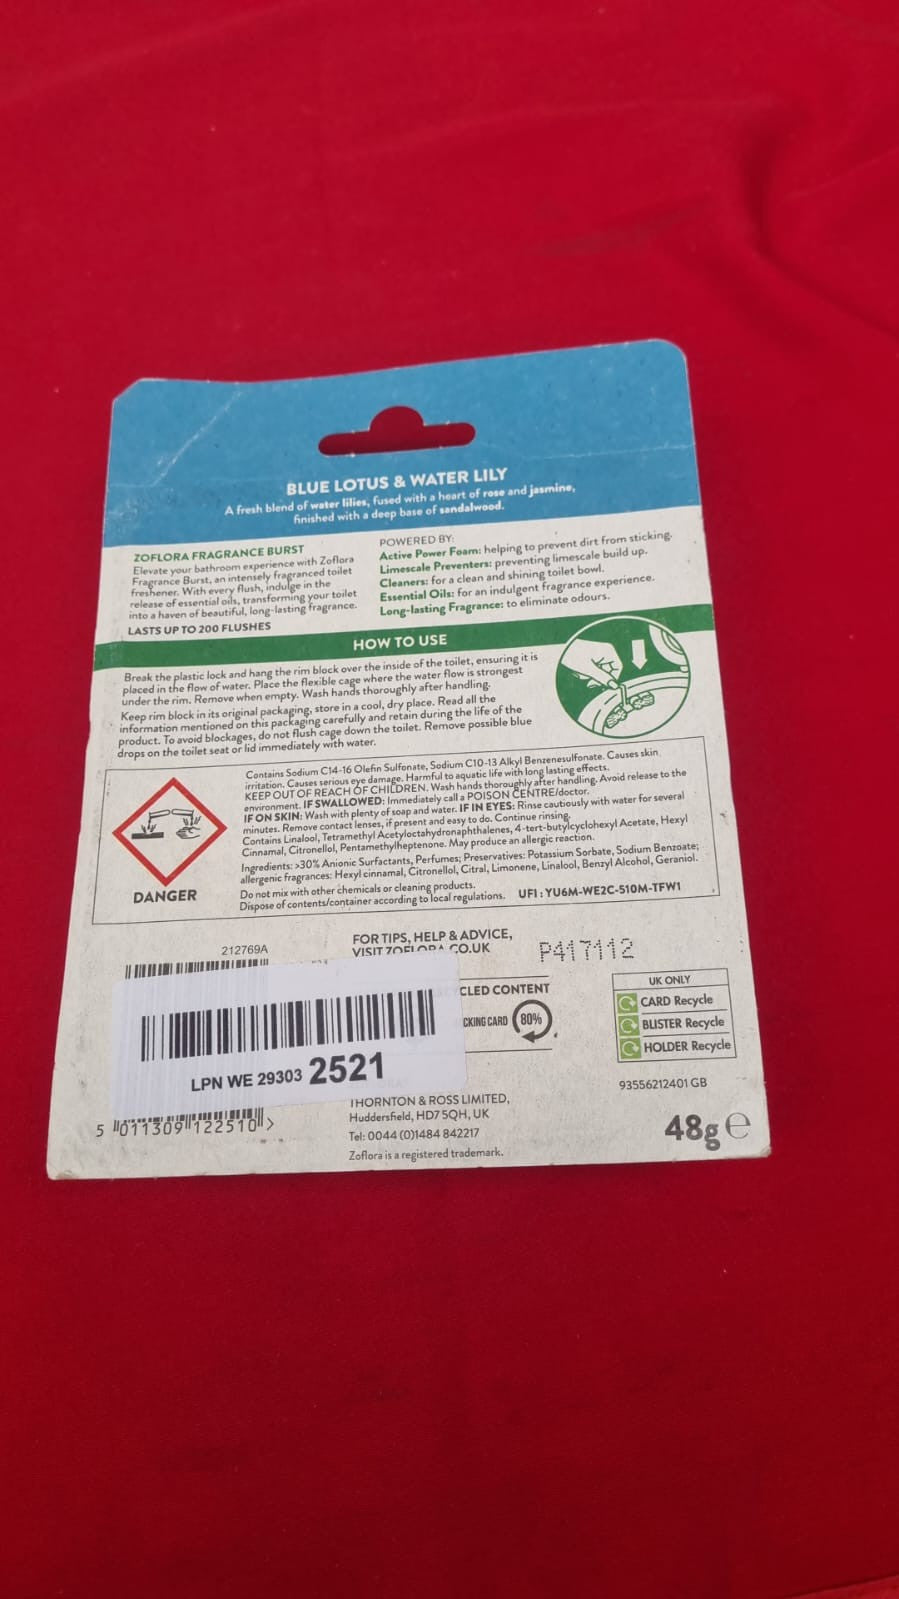 BLUE LOTUS & WATER LILY
A fresh blend of water lilies, fused with a heart of rose and jasmine,
finished with a deep base of sandalwood.
ZOFLORA FRAGRANCE BURST
Elevate your bathroom experience with Zoflora
Fragrance Burst, an intensely fragranced toilet
freshener. With every flush, indulge in the
release of essential oils, transforming your toilet
into a haven of beautiful, long-lasting fragrance.
LASTS UP TO 200 FLUSHES
POWERED BY:
Active Power Foam: helping to prevent dirt from sticking.
Limescale Preventers: preventing limescale build up.
Cleaners: for a clean and shining toilet bowl.
Essential Oils: for an indulgent fragrance experience.
Long-lasting Fragrance: to eliminate odours.
HOW TO USE
Break the plastic lock and hang the rim block over the inside of the toilet, ensuring it is
placed in the flow of water. Place the flexible cage where the water flow is strongest
under the rim. Remove when empty. Wash hands thoroughly after handling.
Keep rim block in its original packaging, store in a cool, dry place. Read all the
information mentioned on this packaging carefully and retain during the life of the
product. To avoid blockages, do not flush cage down the toilet. Remove possible blue
drops on the toilet seat or lid immediately with water.
DANGER
Contains Sodium C14-16 Olefin Sulfonate, Sodium C10-13 Alkyl Benzenesulfonate. Causes skin
irritation. Causes serious eye damage. Harmful to aquatic life with long lasting effects.
KEEP OUT OF REACH OF CHILDREN. Wash hands thoroughly after handling. Avoid release to the
environment. IF SWALLOWED: Immediately call a POISON CENTRE/doctor.
IF ON SKIN: Wash with plenty of soap and water. IF IN EYES: Rinse cautiously with water for several
minutes. Remove contact lenses, if present and easy to do. Continue rinsing.
Contains Linalool, Tetramethyl Acetyloctahydronaphthalenes, 4-tert-butylcyclohexyl Acetate, Hexyl
Cinnamal, Citronellol, Pentamethylheptenone. May produce an allergic reaction.
Ingredients: >30% Anionic Surfactants, Perfumes; Preservatives: Potassium Sorbate, Sodium Benzoate;
allergenic fragrances: Hexyl cinnamal, Citronellol, Citral, Limonene, Linalool, Benzyl Alcohol, Geraniol.
Do not mix with other chemicals or cleaning products.
Dispose of contents/container according to local regulations. UFI : YU6M-WE2C-510M-TFW1
212769A
FOR TIPS, HELP & ADVICE,
VISIT ZOFLORA.CO.UK
P417112
CLED CONTENT
CKING CARD 80%
UK ONLY
CARD Recycle
BLISTER Recycle
HOLDER Recycle
LPN WE 29303 2521
93556212401 GB
5 011309 122510 >
THORNTON & ROSS LIMITED,
Huddersfield, HD7 5QH, UK
Tel: 0044 (0)1484 842217
Zoflora is a registered trademark.
48g e